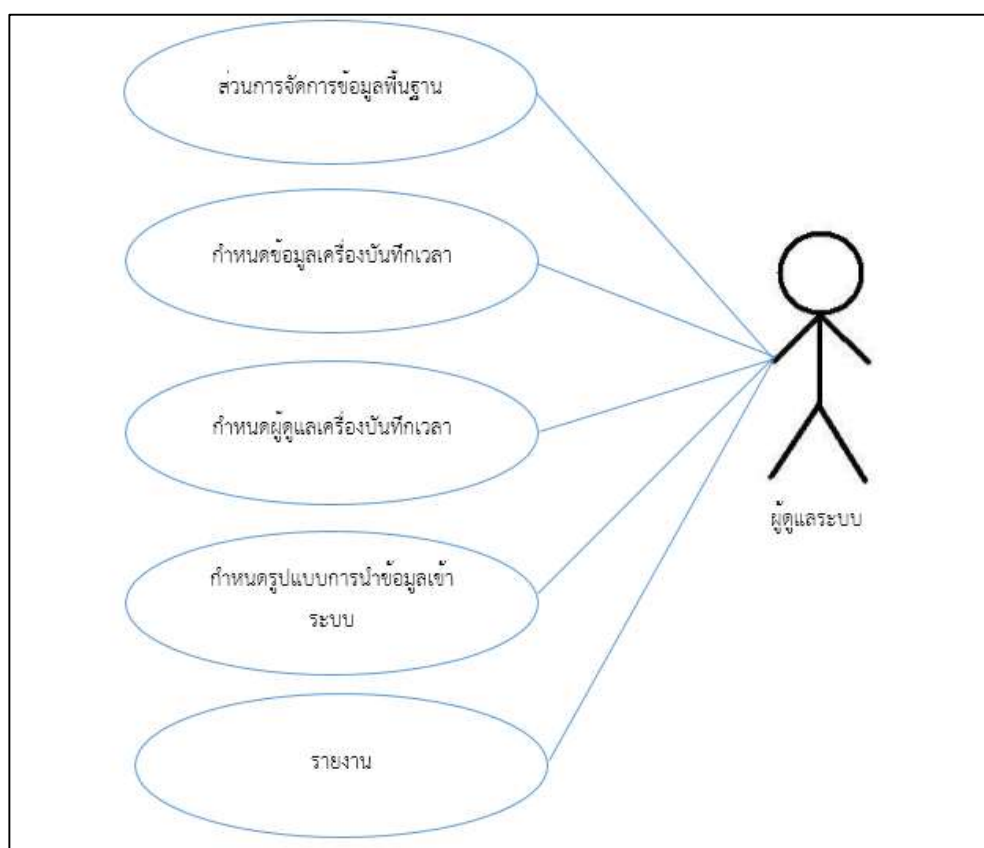 ส่วนการจัดการข้อมูลพื้นฐาน
กำหนดข้อมูลเครื่องบันทึกเวลา
กำหนดผู้ดูแลเครื่องบันทึกเวลา
ผู้ดูแลระบบ
กำหนดรูปแบบการนำข้อมูลเข้า
ระบบ
รายงาน